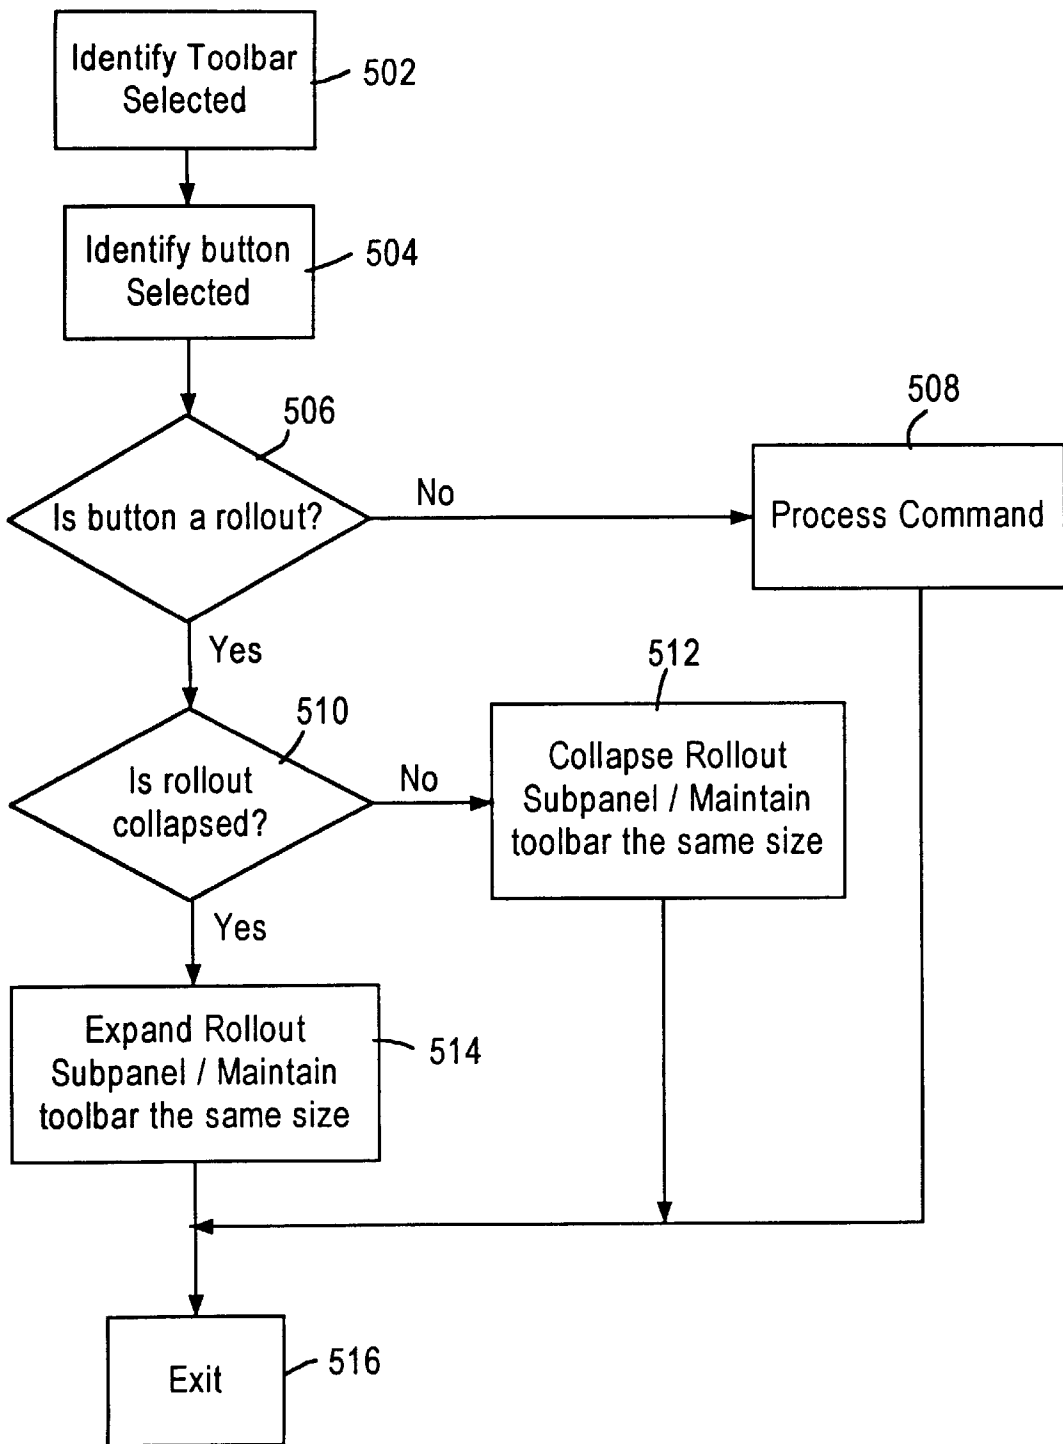 Identify Toolbar
Selected
502
Identify button
Selected
504
506
Is button a rollout?
No
508
Process Command
Yes
510
Is rollout
collapsed?
No
512
Collapse Rollout
Subpanel / Maintain
toolbar the same size
Yes
Expand Rollout
Subpanel / Maintain
toolbar the same size
514
Exit
516